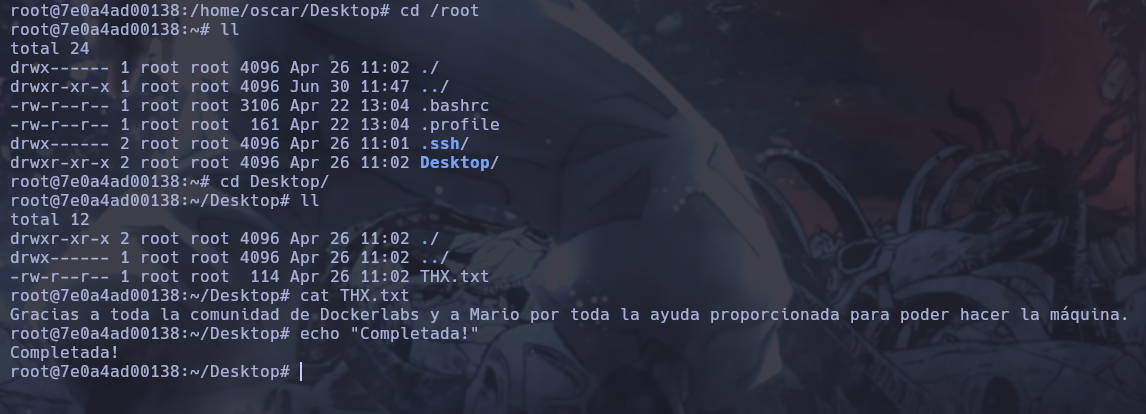 root@7e0a4ad00138:/home/oscar/Desktop# cd /root
root@7e0a4ad00138:~# ll
total 24
drwx------ 1 root root 4096 Apr 26 11:02 ./
drwxr-xr-x 1 root root 4096 Jun 30 11:47 ../
-rw-r--r-- 1 root root 3106 Apr 22 13:04 .bashrc
-rw-r--r-- 1 root root  161 Apr 22 13:04 .profile
drwx------ 2 root root 4096 Apr 26 11:01 .ssh/
drwxr-xr-x 2 root root 4096 Apr 26 11:02 Desktop/
root@7e0a4ad00138:~# cd Desktop/
root@7e0a4ad00138:~/Desktop# ll
total 12
drwxr-xr-x 2 root root 4096 Apr 26 11:02 ./
drwx------ 1 root root 4096 Apr 26 11:02 ../
-rw-r--r-- 1 root root  114 Apr 26 11:02 THX.txt
root@7e0a4ad00138:~/Desktop# cat THX.txt
Gracias a toda la comunidad de Dockerlabs y a Mario por toda la ayuda proporcionada para poder hacer la máquina.
root@7e0a4ad00138:~/Desktop# echo "Completada!"
Completada!
root@7e0a4ad00138:~/Desktop#